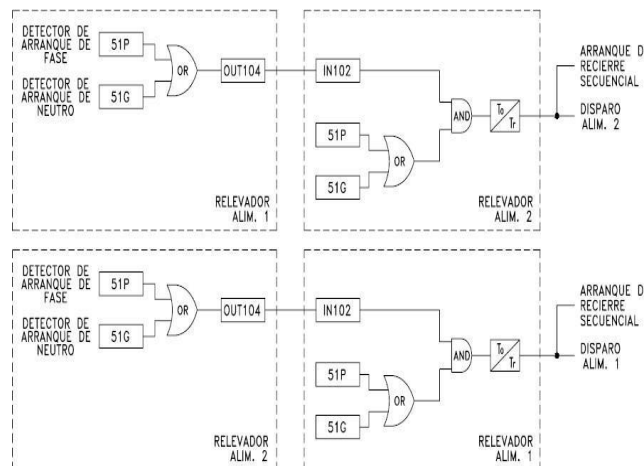 DETECTOR DE
ARRANQUE DE
FASE
51P
OR
OUT104
DETECTOR DE
ARRANQUE DE
NEUTRO
51G
RELEVADOR
ALIM. 1
IN102
51P
51G
OR
AND
To
Tr
RELEVADOR
ALIM. 2
ARRANQUE D
RECIERRE
SECUENCIAL
DISPARO
ALIM. 2
DETECTOR DE
ARRANQUE DE
FASE
51P
OR
OUT104
DETECTOR DE
ARRANQUE DE
NEUTRO
51G
RELEVADOR
ALIM. 2
IN102
51P
51G
OR
AND
To
Tr
RELEVADOR
ALIM. 1
ARRANQUE D
RECIERRE
SECUENCIAL
DISPARO
ALIM. 1